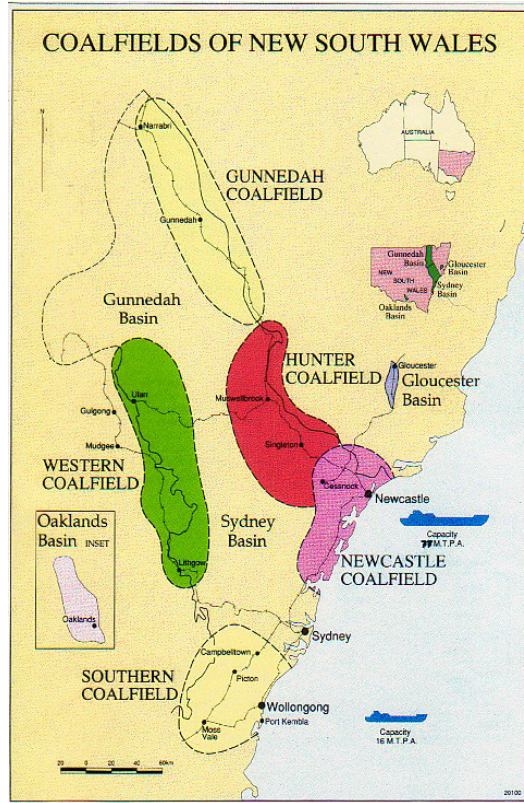 COALFIELDS OF NEW SOUTH WALES
N
Narrabri
AUSTRALIA
GUNNEDAH
COALFIELD
Gunnedah
Gunnedah
Basin
Gloucester
Basin
NEW
SOUTH
WALES
Sydney
Basin
Oaklands
Basin
Gunnedah
Basin
HUNTER
COALFIELD
Gloucester
Gloucester
Basin
Ulan
Muswellbrook
Gulgong
Mudgee
Singleton
WESTERN
COALFIELD
Cessnock
Newcastle
Oaklands
Basin INSET
Sydney
Basin
Capacity
77 M.T.P.A.
NEWCASTLE
COALFIELD
Lithgow
Oaklands
Sydney
Campbelltown
SOUTHERN
COALFIELD
Picton
Wollongong
Port Kembla
Moss
Vale
Capacity
16 M.T.P.A.
20 0 20 40 60km
20100